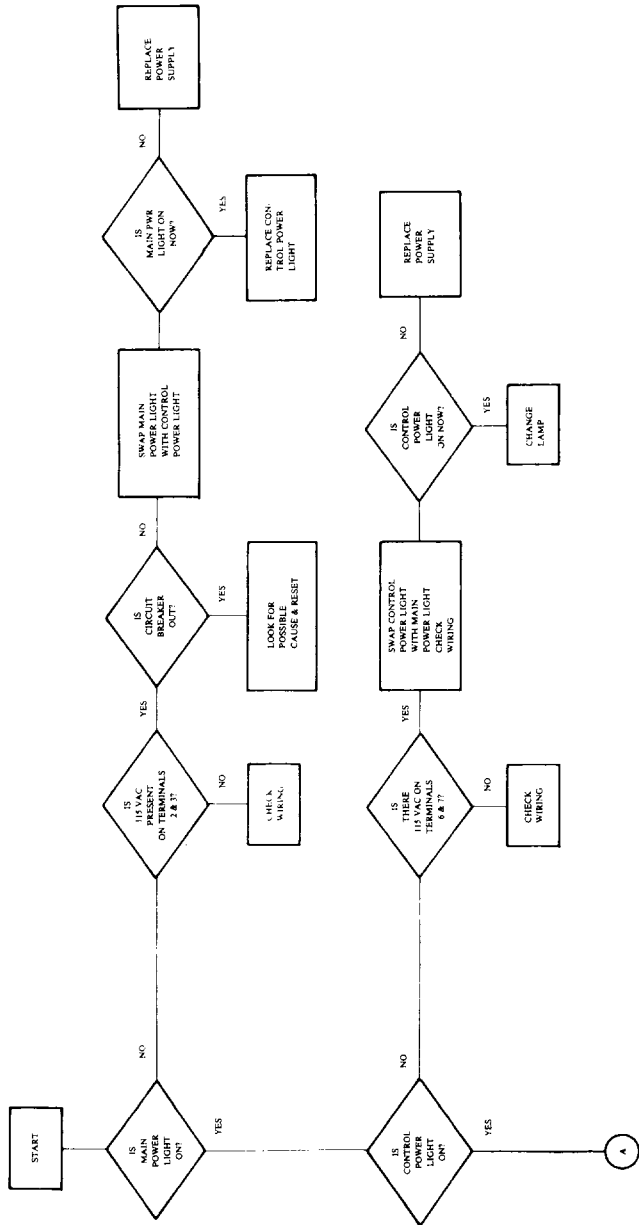 START
IS
MAIN
POWER
LIGHT
ON?
NO
IS
115 VAC
PRESENT
ON TERMINALS
2 & 3?
YES
IS
CIRCUIT
BREAKER
OUT?
NO
SWAP MAIN
POWER LIGHT
WITH CONTROL
POWER LIGHT
IS
MAIN PWR
LIGHT ON
NOW?
NO
REPLACE
POWER
SUPPLY
NO
CHECK
WIRING
YES
LOOK FOR
POSSIBLE
CAUSE & RESET
YES
REPLACE CON-
TROL POWER
LIGHT
YES
IS
CONTROL
POWER
LIGHT
ON?
NO
IS
THERE
115 VAC ON
TERMINALS
6 & 7?
YES
SWAP CONTROL
POWER LIGHT
WITH MAIN
POWER LIGHT
CHECK
WIRING
IS
CONTROL
POWER
LIGHT
ON NOW?
NO
REPLACE
POWER
SUPPLY
NO
CHECK
WIRING
YES
CHANGE
LAMP
YES
A